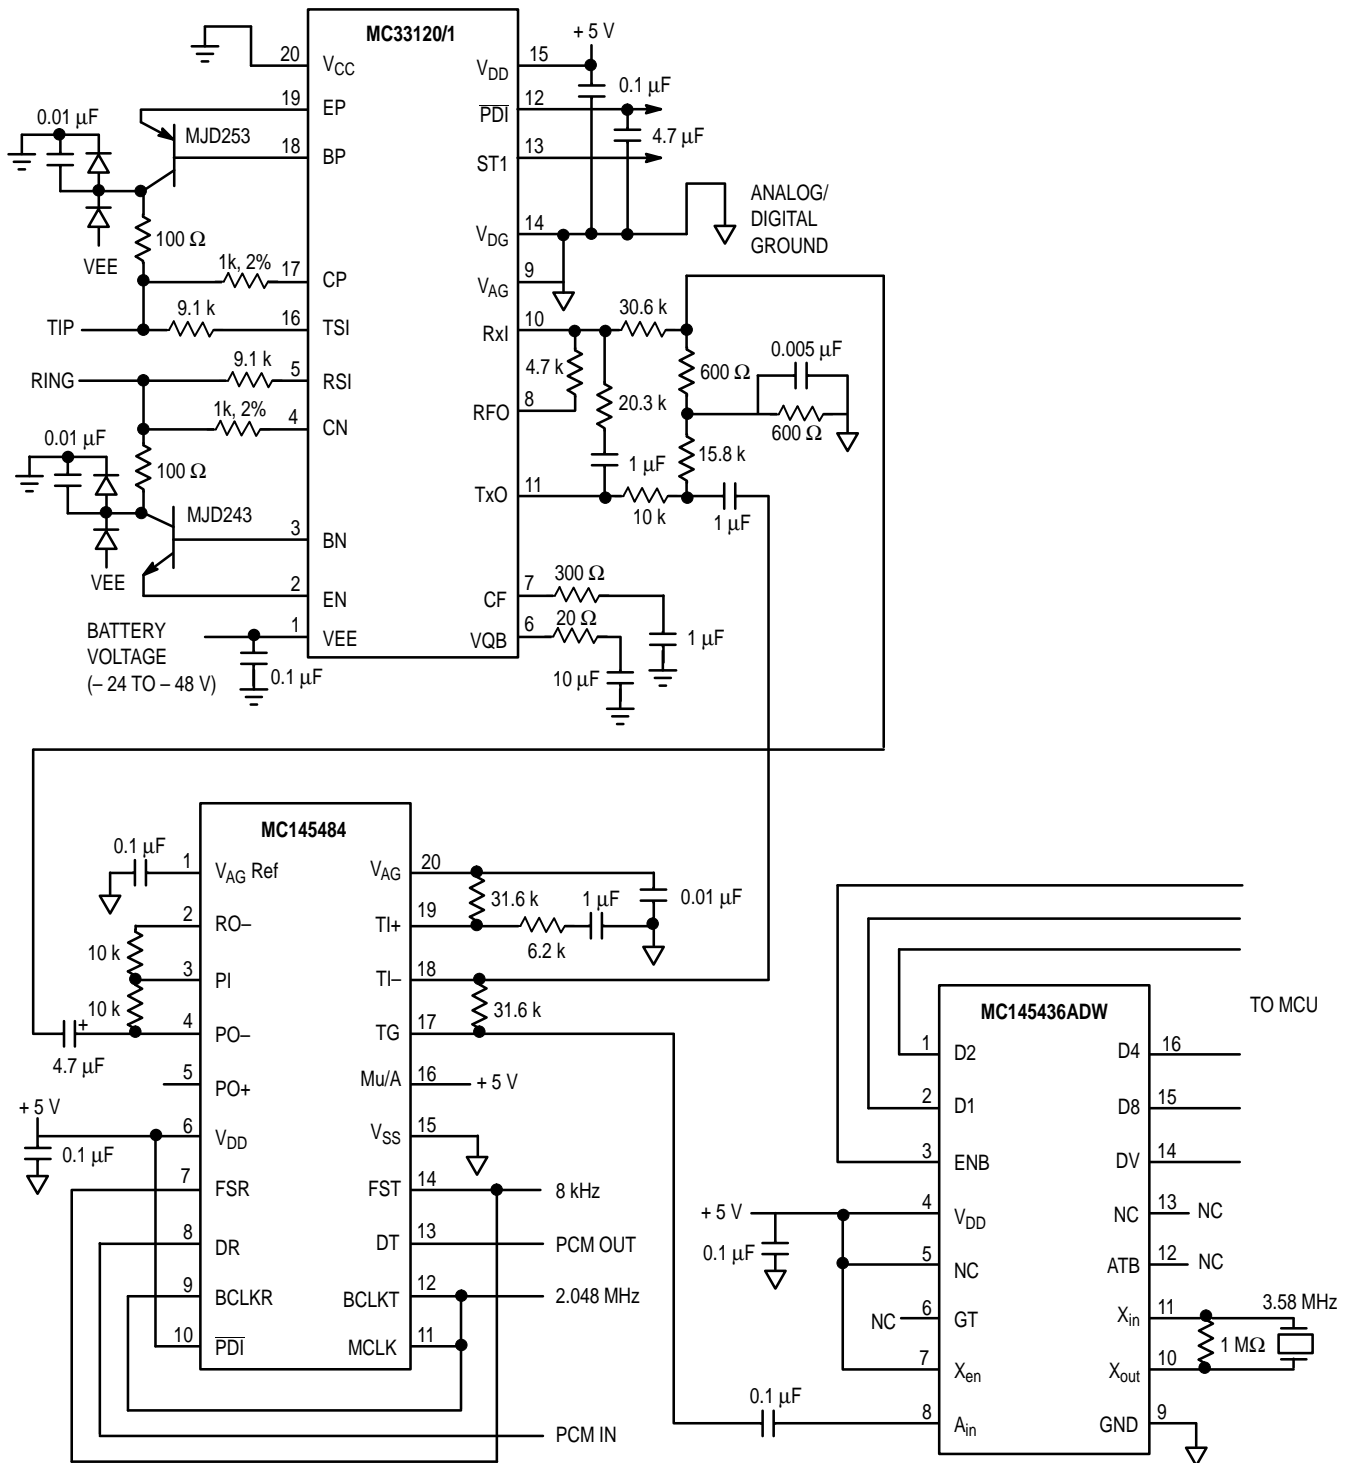 MC33120/1
20
VCC
19
EP
18
BP
17
CP
16
TSI
5
RSI
4
CN
3
BN
2
EN
1
VEE
VDD
15
PDI
12
ST1
13
VDG
14
VAG
9
RxI
10
RFO
8
TxO
11
CF
7
VQB
6
0.01 µF
MJD253
100 Ω
VEE
1k, 2%
9.1 k
TIP
RING
9.1 k
1k, 2%
0.01 µF
100 Ω
MJD243
VEE
BATTERY
VOLTAGE
(– 24 TO – 48 V)
0.1 µF
+ 5 V
0.1 µF
4.7 µF
ANALOG/
DIGITAL
GROUND
30.6 k
4.7 k
600 Ω
0.005 µF
20.3 k
600 Ω
15.8 k
1 µF
10 k
1 µF
300 Ω
20 Ω
1 µF
10 µF
MC145484
0.1 µF
1
VAG Ref
2
RO–
10 k
3
PI
10 k
4
PO–
4.7 µF
+
5
PO+
+ 5 V
6
VDD
0.1 µF
7
FSR
8
DR
9
BCLKR
10
PDI
VAG
20
31.6 k
1 µF
0.01 µF
TI+
19
6.2 k
TI–
18
31.6 k
TG
17
Mu/A
16
+ 5 V
VSS
15
FST
14
8 kHz
DT
13
PCM OUT
BCLKT
12
2.048 MHz
MCLK
11
PCM IN
0.1 µF
MC145436ADW
TO MCU
1
D2
2
D1
3
ENB
4
VDD
+ 5 V
0.1 µF
5
NC
NC
6
GT
7
Xen
8
Ain
D4
16
D8
15
DV
14
NC
13
NC
ATB
12
NC
Xin
11
3.58 MHz
1 MΩ
Xout
10
GND
9